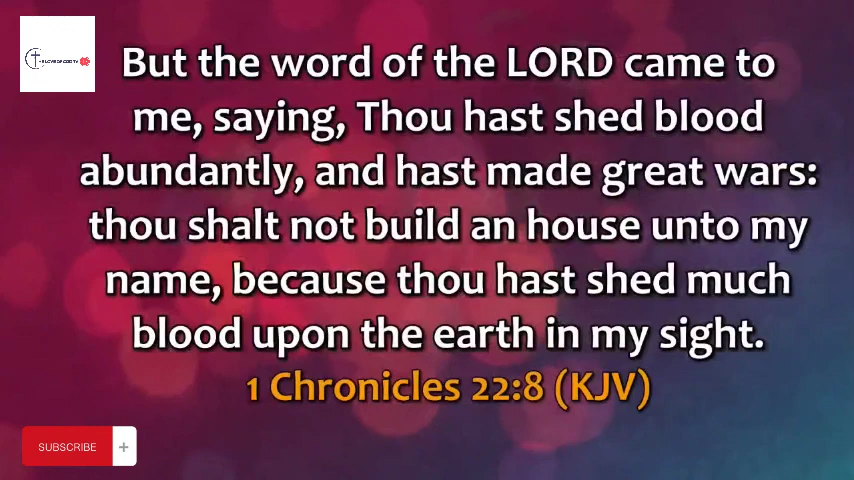 But the word of the LORD came to
me, saying, Thou hast shed blood
abundantly, and hast made great wars:
thou shalt not build an house unto my
name, because thou hast shed much
blood upon the earth in my sight.
1 Chronicles 22:8 (KJV)
SUBSCRIBE +